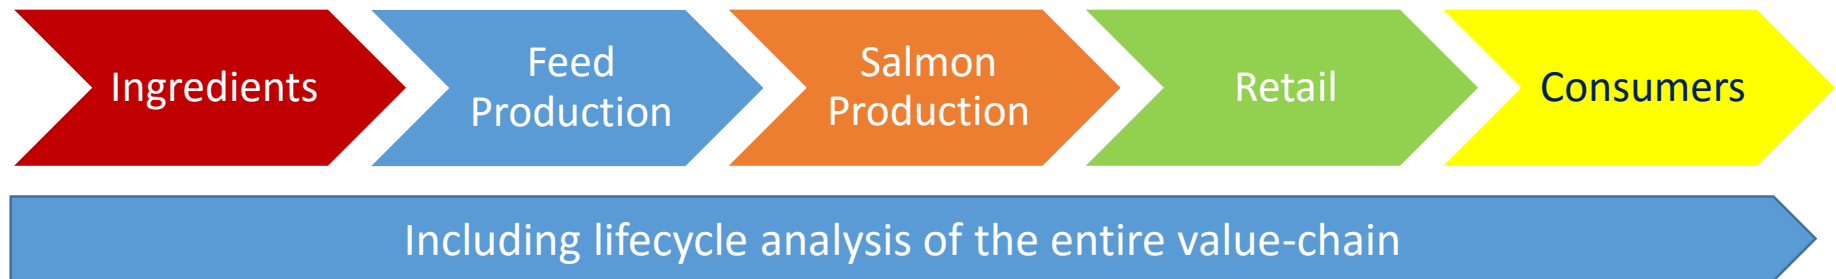 Ingredients
Feed
Production
Salmon
Production
Retail
Consumers
Including lifecycle analysis of the entire value-chain